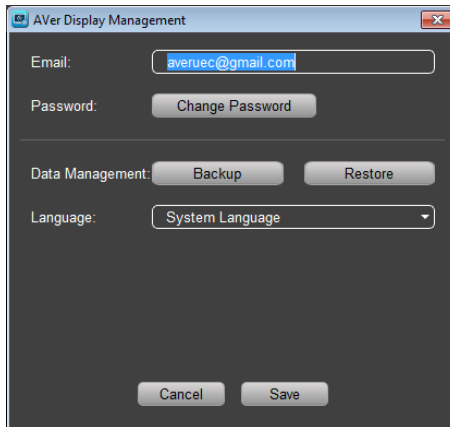 AVer Display Management
Email: averuec@gmail.com
Password: Change Password
Data Management: Backup Restore
Language: System Language
Cancel Save